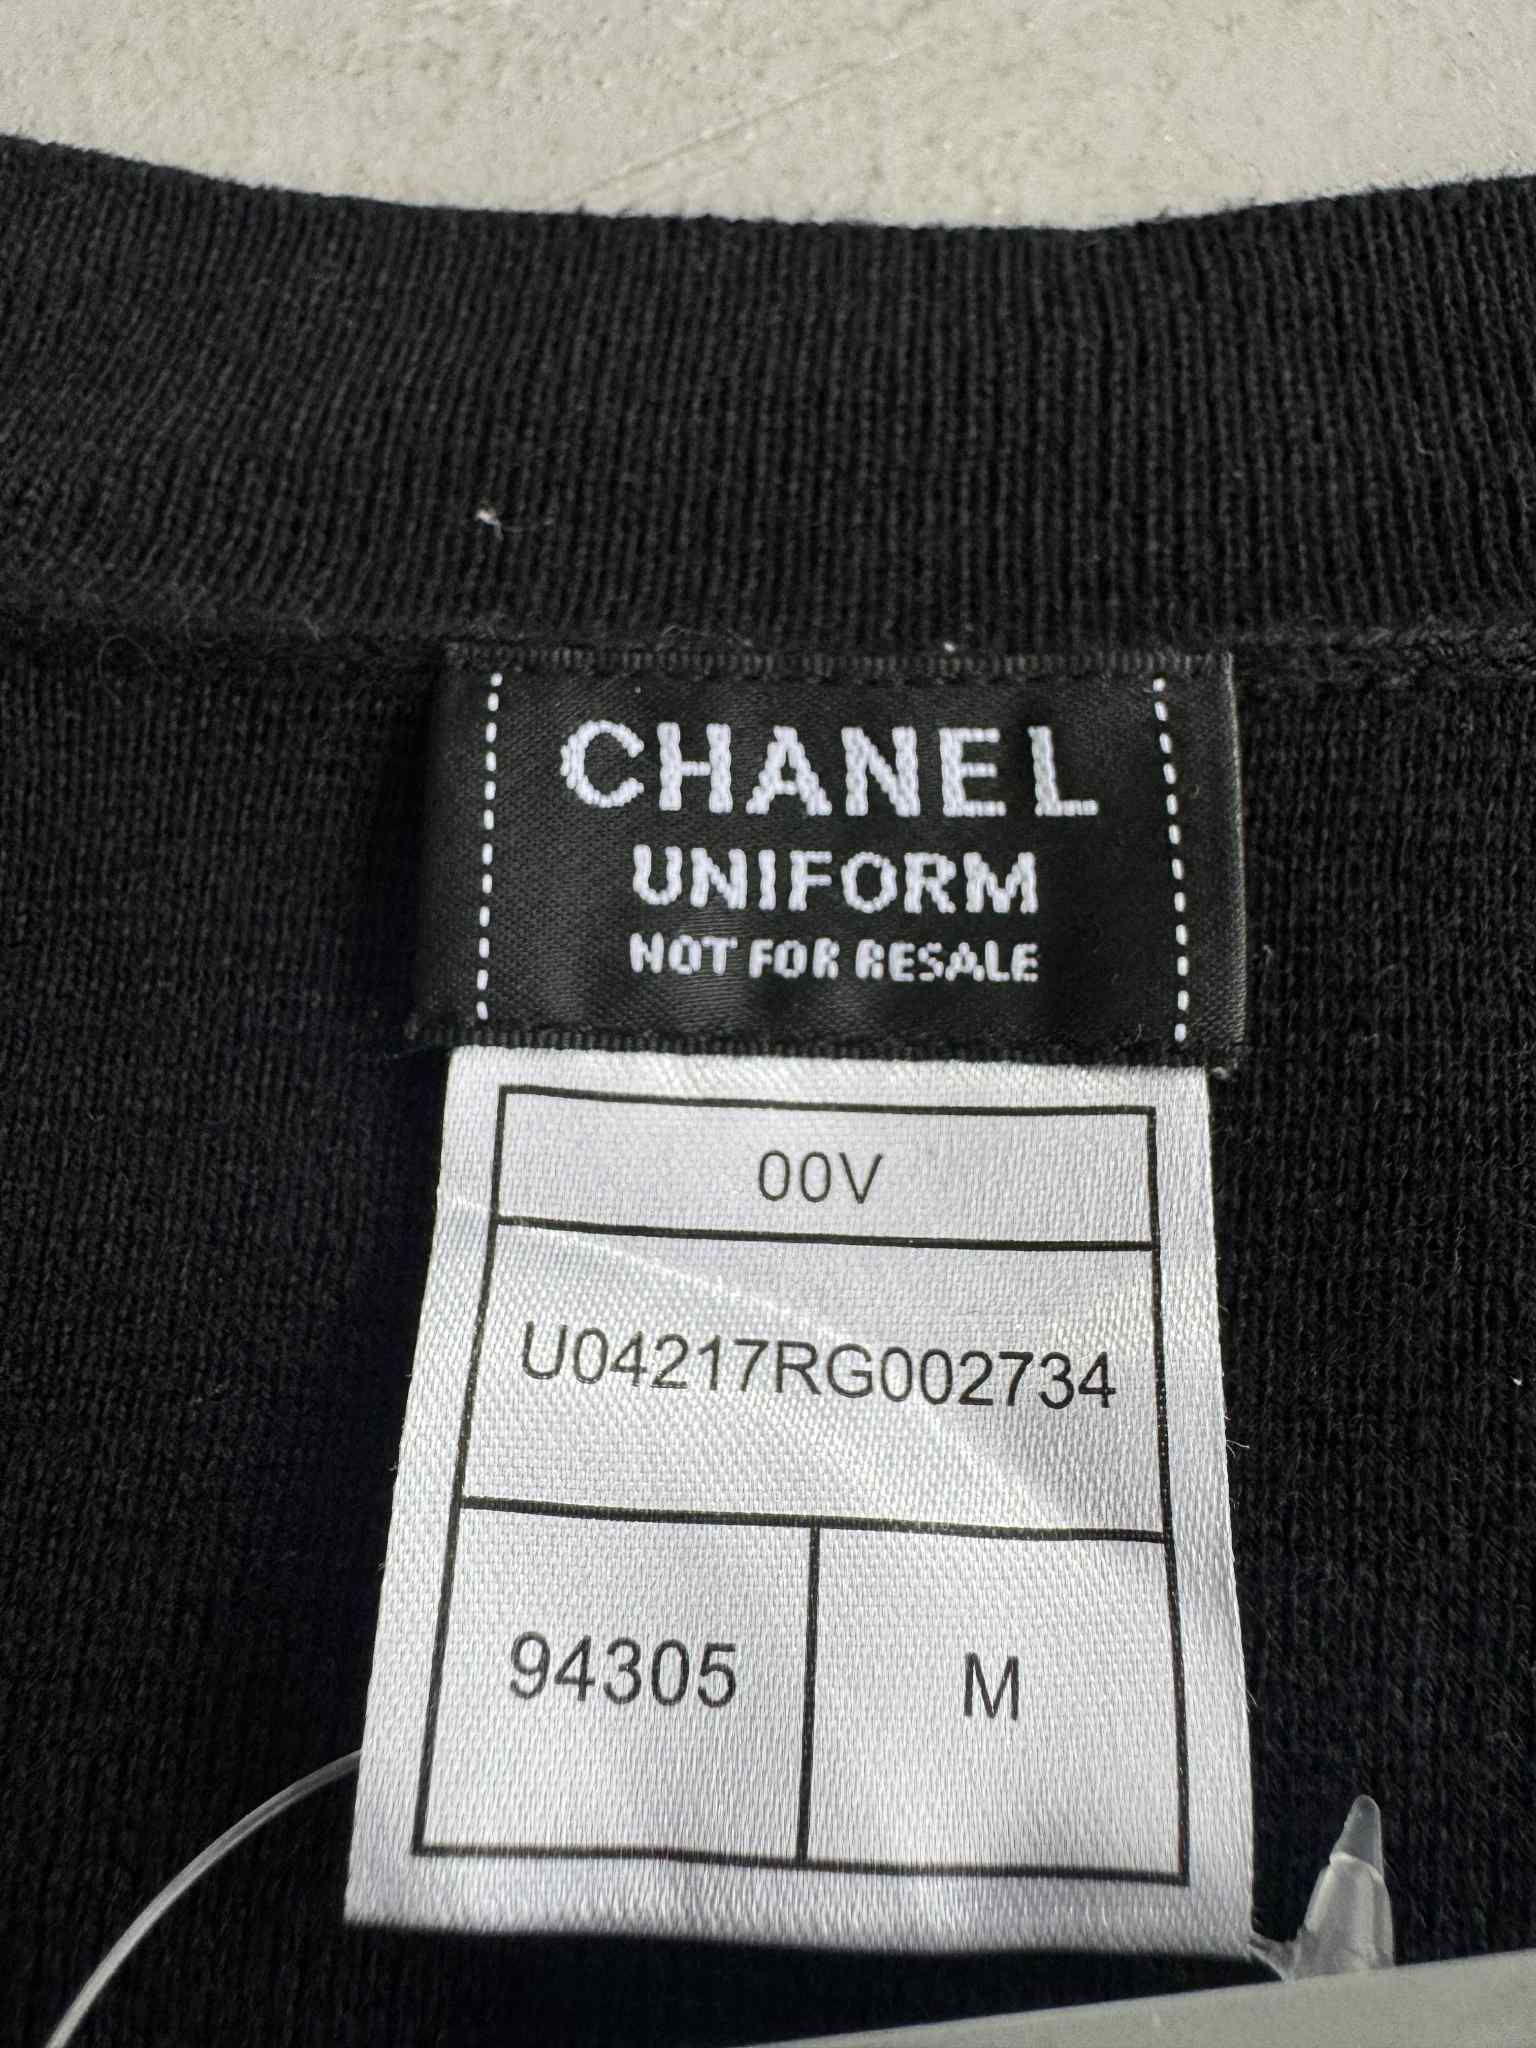 CHANEL
UNIFORM
NOT FOR RESALE
00V
U04217RG002734
94305 M